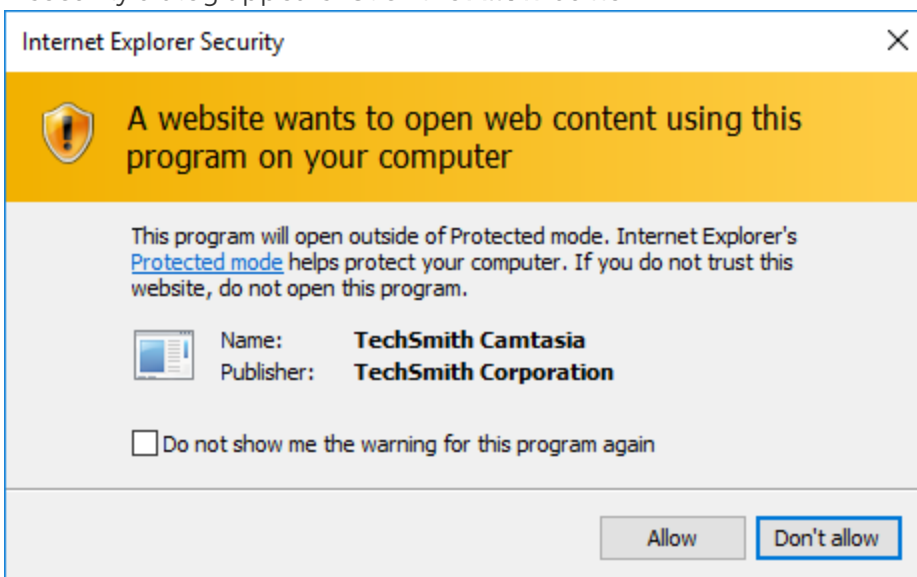 Internet Explorer Security
A website wants to open web content using this
program on your computer
This program will open outside of Protected mode. Internet Explorer's
Protected mode helps protect your computer. If you do not trust this
website, do not open this program.
Name: TechSmith Camtasia
Publisher: TechSmith Corporation
Do not show me the warning for this program again
Allow Don't allow